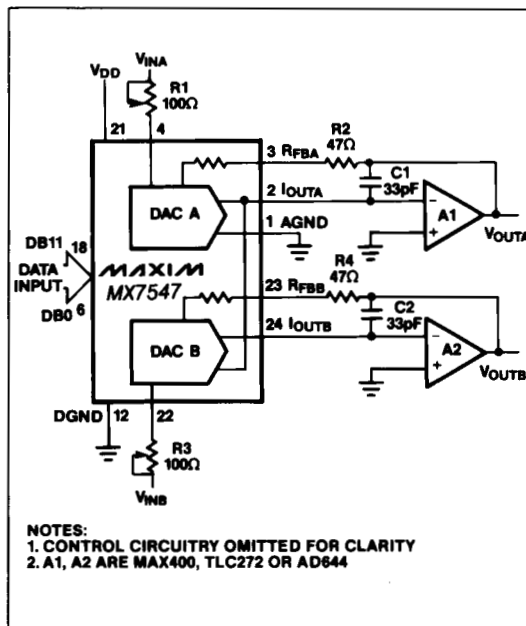 VINA
VDD
R1
100Ω
21
4
3 RFBA
R2
47Ω
C1
33pF
2 IOUTA
DAC A
1 AGND
A1
-
+
VOUTA
DB11 18
DATA
INPUT
DB0 6
MAXIM
MX7547
23 RFBB
R4
47Ω
24 IOUTB
C2
33pF
DAC B
A2
-
+
VOUTB
DGND 12
22
R3
100Ω
VINB
NOTES:
1. CONTROL CIRCUITRY OMITTED FOR CLARITY
2. A1, A2 ARE MAX400, TLC272 OR AD644